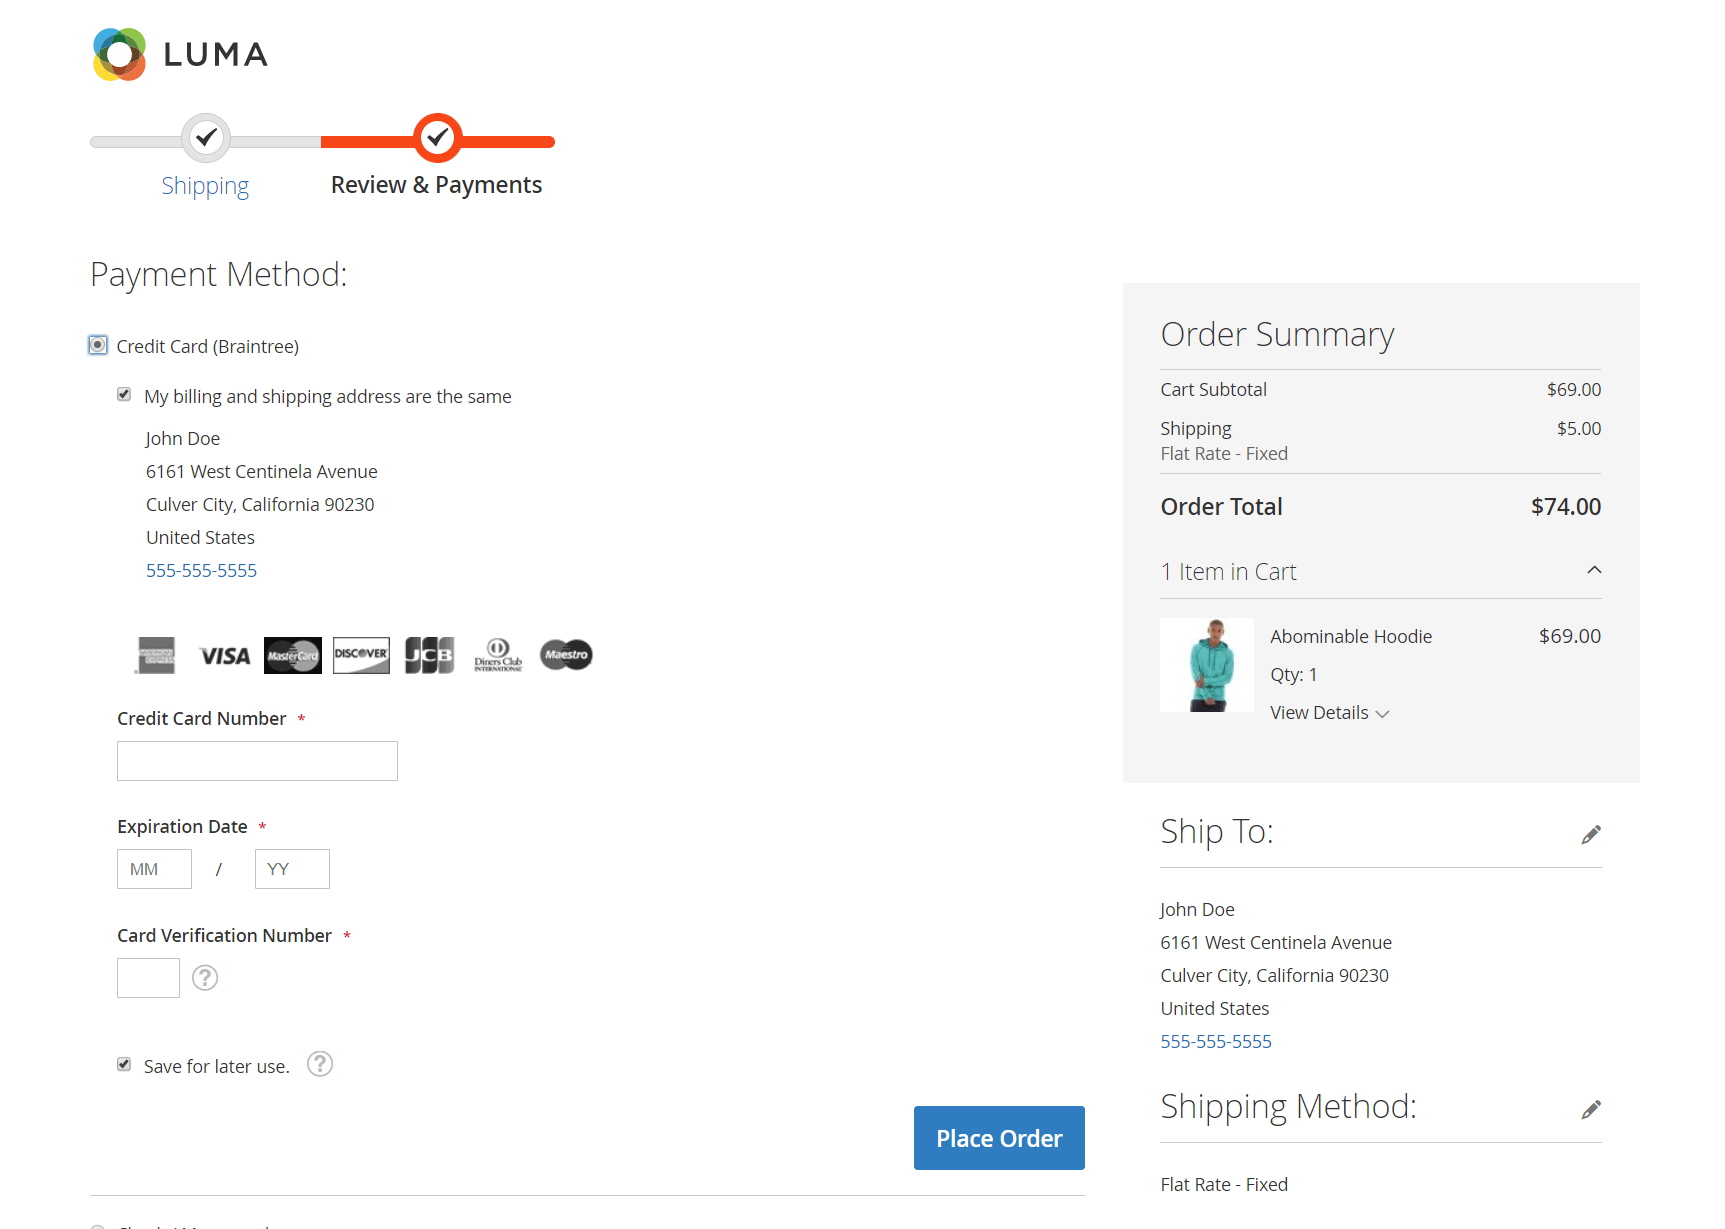 LUMA
Shipping
Review & Payments
Payment Method:
Credit Card (Braintree)
My billing and shipping address are the same
John Doe
6161 West Centinela Avenue
Culver City, California 90230
United States
555-555-5555
AMERICAN EXPRESS
VISA
MasterCard
DISCOVER
JCB
Diners Club
INTERNATIONAL
Maestro
Credit Card Number *
Expiration Date *
MM / YY
Card Verification Number *
?
Save for later use. ?
Place Order
Order Summary
Cart Subtotal $69.00
Shipping $5.00
Flat Rate - Fixed
Order Total $74.00
1 Item in Cart
Abominable Hoodie $69.00
Qty: 1
View Details
Ship To:
John Doe
6161 West Centinela Avenue
Culver City, California 90230
United States
555-555-5555
Shipping Method:
Flat Rate - Fixed